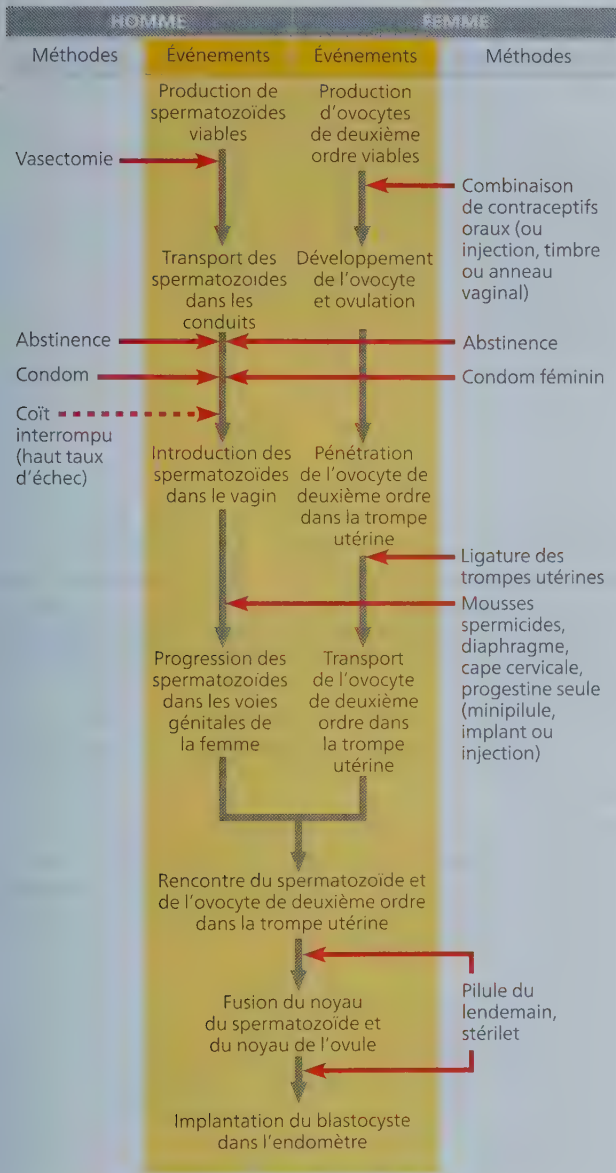 HOMME
FEMME
Méthodes
Événements
Événements
Méthodes
Production de
spermatozoïdes
viables
Production
d'ovocytes
de deuxième
ordre viables
Vasectomie
Combinaison
de contraceptifs
oraux (ou
injection, timbre
ou anneau
vaginal)
Transport des
spermatozoïdes
dans les
conduits
Développement
de l'ovocyte
et ovulation
Abstinence
Abstinence
Condom
Condom féminin
Coït
interrompu
(haut taux
d'échec)
Introduction des
spermatozoïdes
dans le vagin
Pénétration
de l'ovocyte de
deuxième ordre
dans la trompe
utérine
Ligature des
trompes utérines
Mousses
spermicides,
diaphragme,
cape cervicale,
progestine seule
(minipilule,
implant ou
injection)
Progression des
spermatozoïdes
dans les voies
génitales de
la femme
Transport
de l'ovocyte
de deuxième
ordre dans
la trompe
utérine
Rencontre du spermatozoïde et
de l'ovocyte de deuxième ordre
dans la trompe utérine
Pilule du
lendemain,
stérilet
Fusion du noyau
du spermatozoïde et
du noyau de l'ovule
Implantation du blastocyste
dans l'endomètre